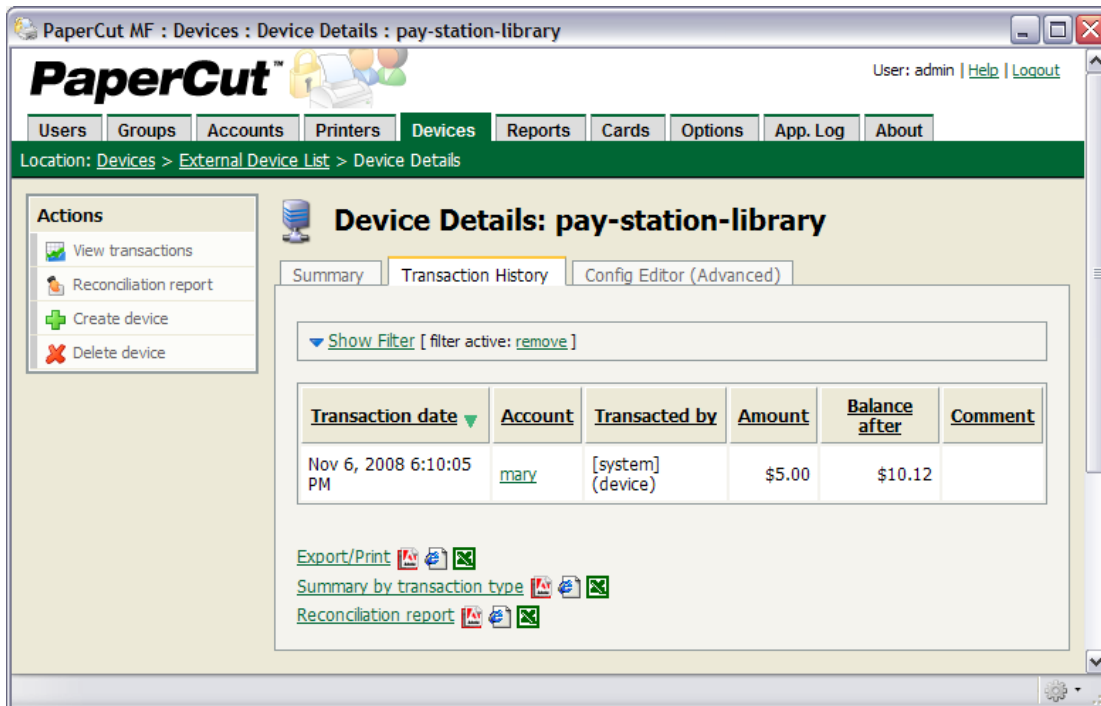 PaperCut MF : Devices : Device Details : pay-station-library
PaperCut™
User: admin | Help | Logout
Users Groups Accounts Printers Devices Reports Cards Options App. Log About
Location: Devices > External Device List > Device Details
Actions
View transactions
Reconciliation report
Create device
Delete device
Device Details: pay-station-library
Summary Transaction History Config Editor (Advanced)
Show Filter [ filter active: remove ]
Transaction date Account Transacted by Amount Balance after Comment
Nov 6, 2008 6:10:05 PM mary [system] (device) $5.00 $10.12
Export/Print
Summary by transaction type
Reconciliation report